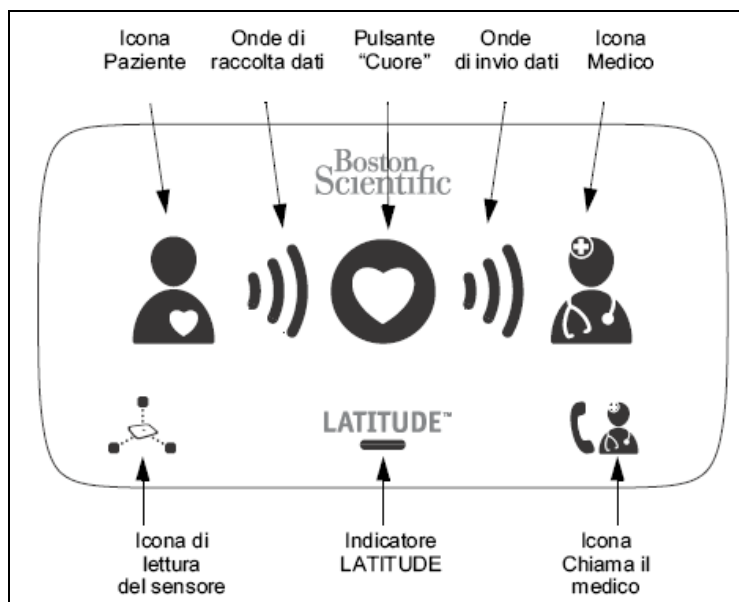 Icona
Paziente
Onde di
raccolta dati
Pulsante
“Cuore”
Onde
di invio dati
Icona
Medico
Boston
Scientific
LATITUDE™
Icona di
lettura
del sensore
Indicatore
LATITUDE
Icona
Chiama il
medico